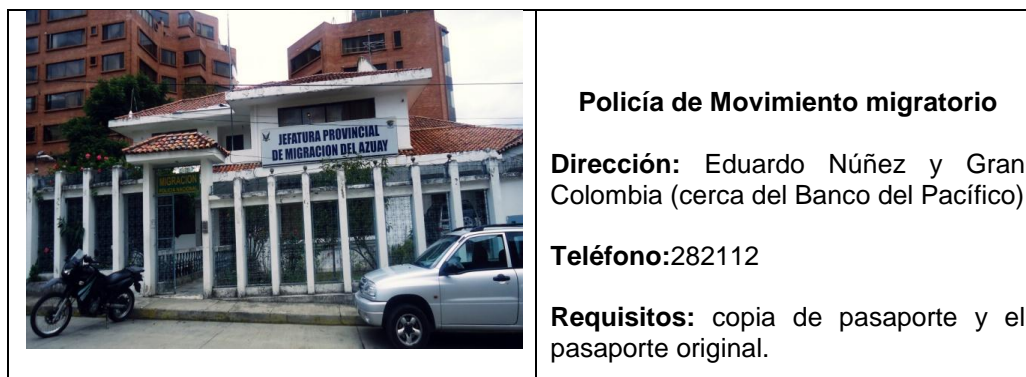 JEFATURA PROVINCIAL
DE MIGRACION DEL AZUAY
MIGRACION
Policía de Movimiento migratorio
Dirección: Eduardo Núñez y Gran
Colombia (cerca del Banco del Pacífico)
Teléfono:282112
Requisitos: copia de pasaporte y el
pasaporte original.